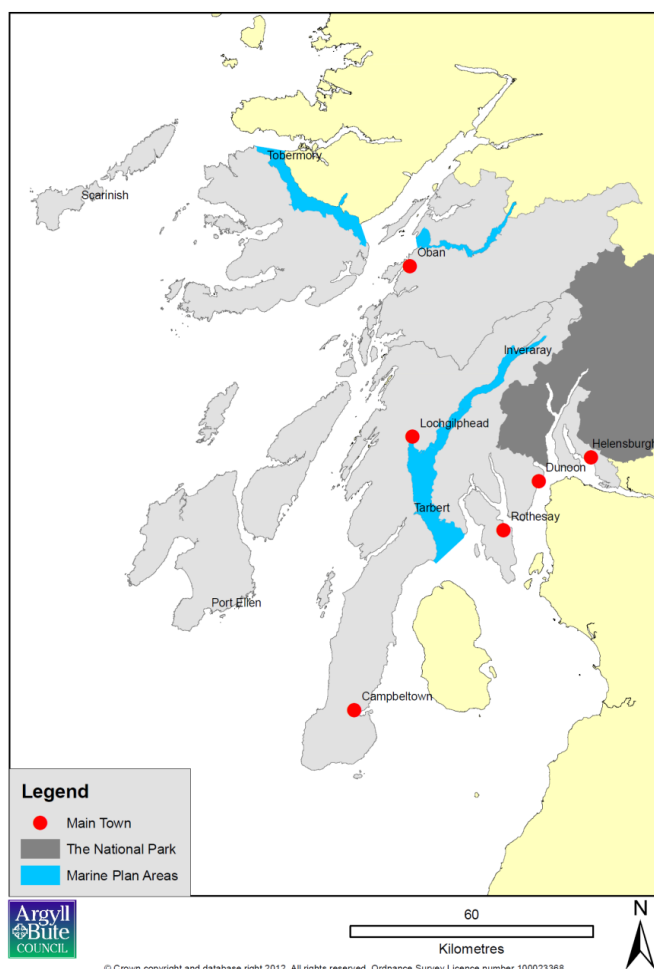 Tobermory
Scarinish
Oban
Inveraray
Lochgilphead
Helensburgh
Dunoon
Tarbert
Rothesay
Port Ellen
Campbeltown
Legend
Main Town
The National Park
Marine Plan Areas
Argyll
&Bute
COUNCIL
60
Kilometres
N
© Crown copyright and database right 2012. All rights reserved. Ordnance Survey Licence number 100023368